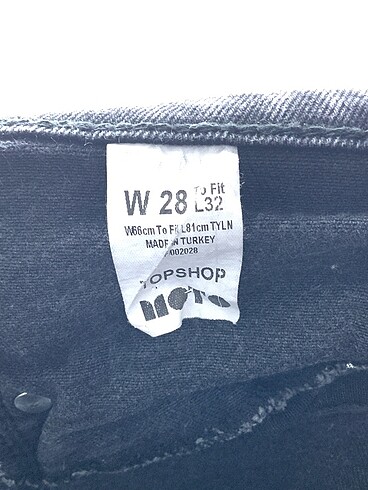 W 28 To Fit L32
W66cm To Fit L81cm TYLN
MADE IN TURKEY
002028
TOPSHOP
MOTO